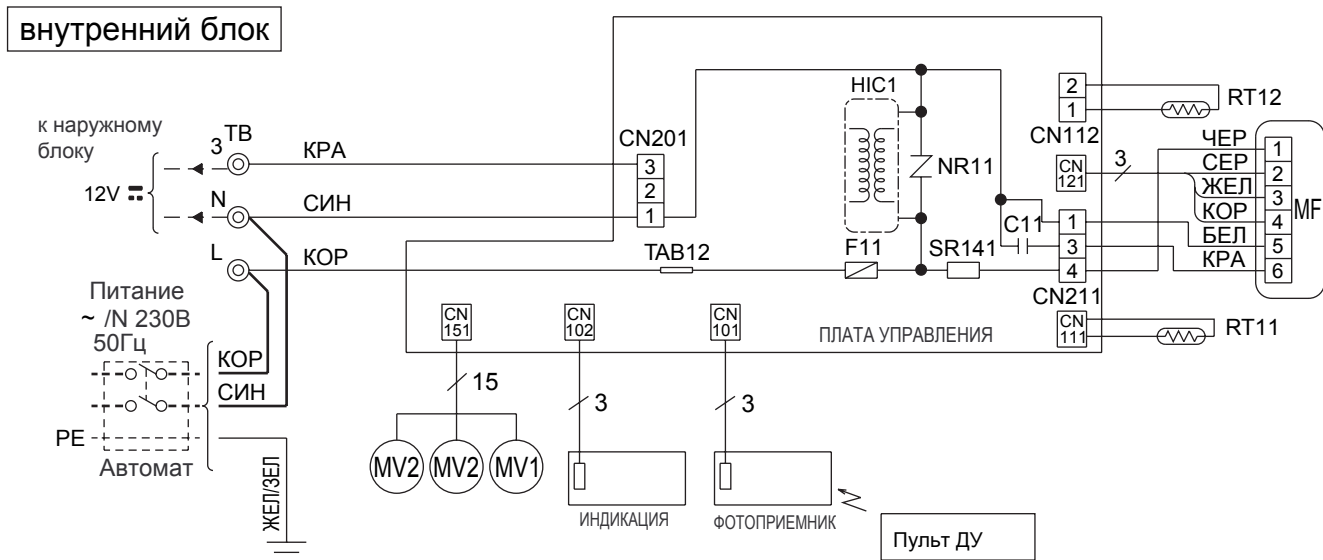 внутренний блок
к наружному
блоку
12V
3
ТВ
N
L
КРА
СИН
КОР
CN201
3
2
1
TAB12
HIC1
NR11
F11
SR141
C11
2
1
CN112
RT12
CN
121
3
1
3
4
CN211
CN
111
RT11
ЧЕР
СЕР
ЖЕЛ
КОР
БЕЛ
КРА
1
2
3
4
5
6
MF
ПЛАТА УПРАВЛЕНИЯ
Питание
~ /N 230В
50Гц
КОР
СИН
PE
Автомат
ЖЕЛ/ЗЕЛ
CN
151
15
MV2
MV2
MV1
CN
102
3
ИНДИКАЦИЯ
CN
101
3
ФОТОПРИЕМНИК
Пульт ДУ